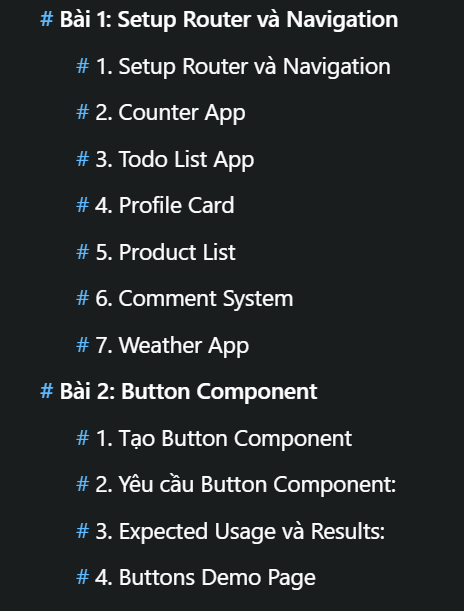 # Bài 1: Setup Router và Navigation
# 1. Setup Router và Navigation
# 2. Counter App
# 3. Todo List App
# 4. Profile Card
# 5. Product List
# 6. Comment System
# 7. Weather App
# Bài 2: Button Component
# 1. Tạo Button Component
# 2. Yêu cầu Button Component:
# 3. Expected Usage và Results:
# 4. Buttons Demo Page